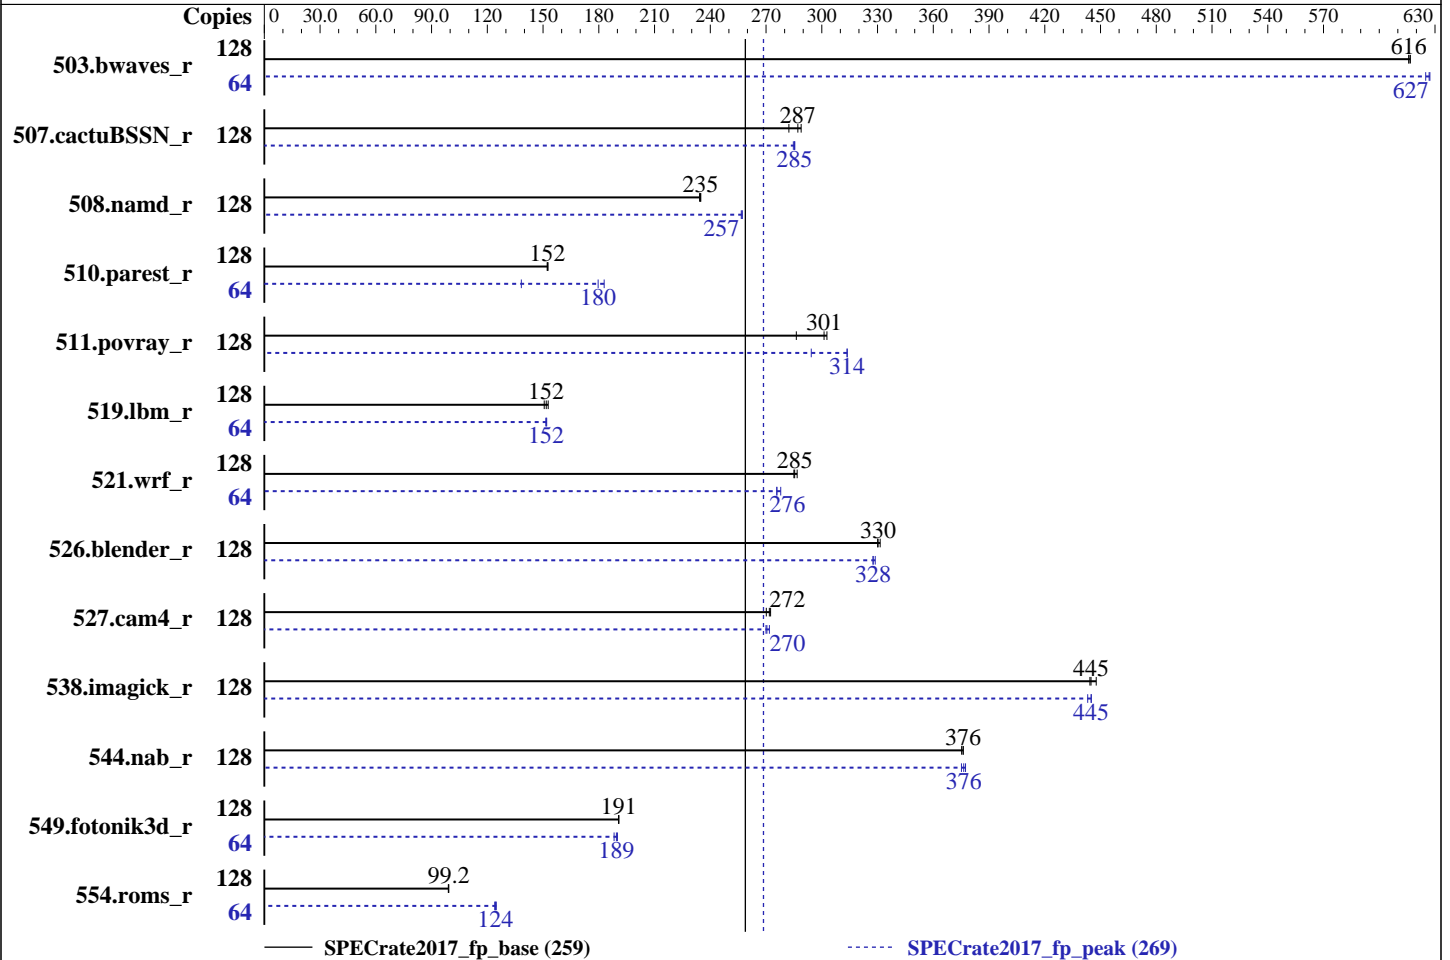 Copies 0 30.0 60.0 90.0 120 150 180 210 240 270 300 330 360 390 420 450 480 510 540 570 630
503.bwaves_r 128 616
64 627
507.cactuBSSN_r 128 287
285
508.namd_r 128 235
257
510.parest_r 128 152
64 180
511.povray_r 128 301
314
519.lbm_r 128 152
64 152
521.wrf_r 128 285
64 276
526.blender_r 128 330
328
527.cam4_r 128 272
270
538.imagick_r 128 445
445
544.nab_r 128 376
376
549.fotonik3d_r 128 191
64 189
554.roms_r 128 99.2
64 124
SPECrate2017_fp_base (259) SPECrate2017_fp_peak (269)